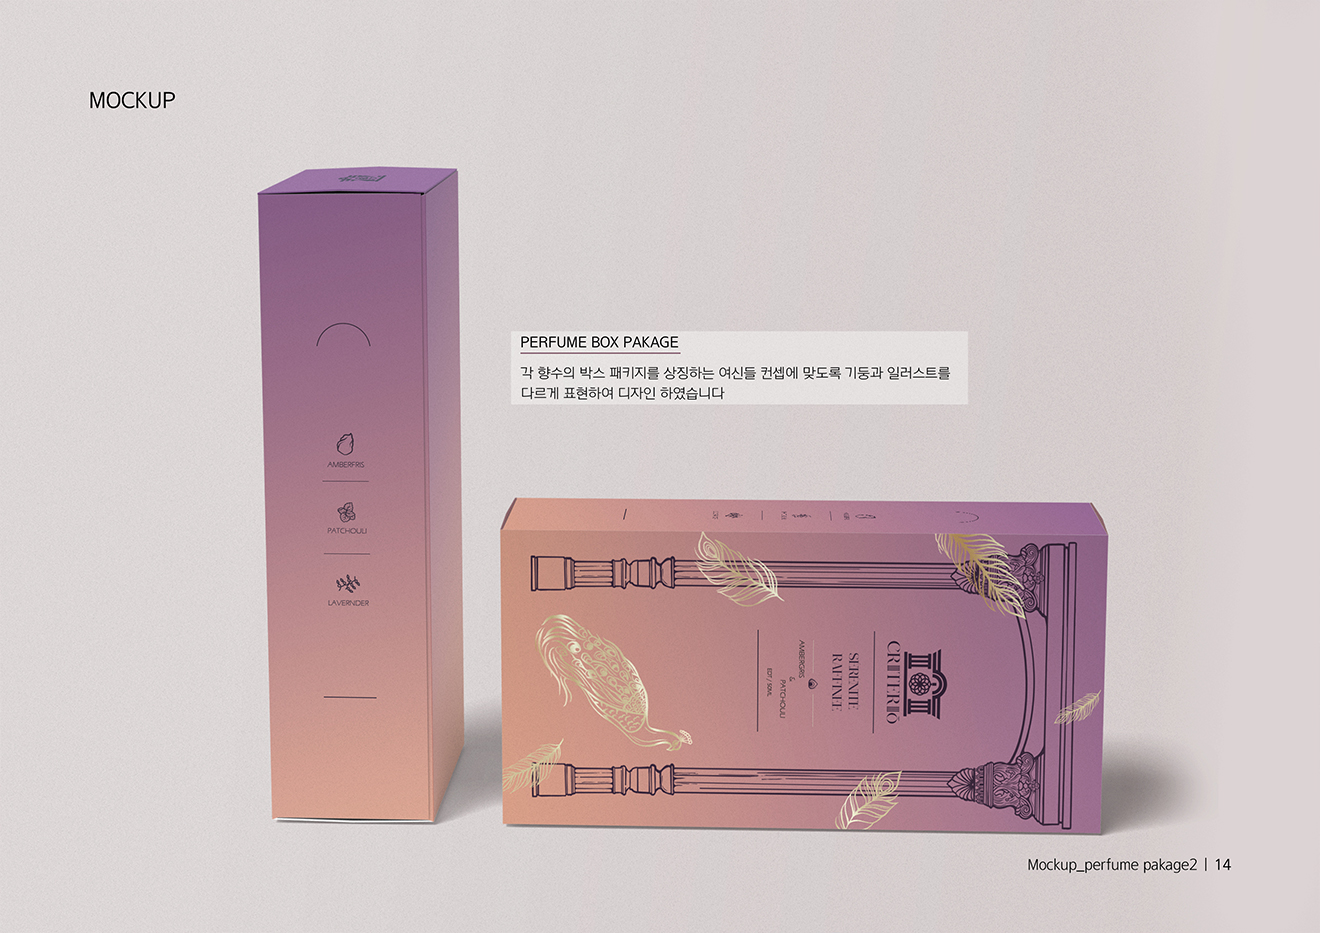 MOCKUP
PERFUME BOX PAKAGE
각 향수의 박스 패키지를 상징하는 여신들 컨셉에 맞도록 기둥과 일러스트를
다르게 표현하여 디자인 하였습니다
AMBERFRIS
PATCHOULI
LAVERNDER
CRITERIO
SERENITE
RAFFINEE
AMBERGRIS
&
PATCHOULI
EDT / 50ML
Mockup_perfume pakage2 | 14